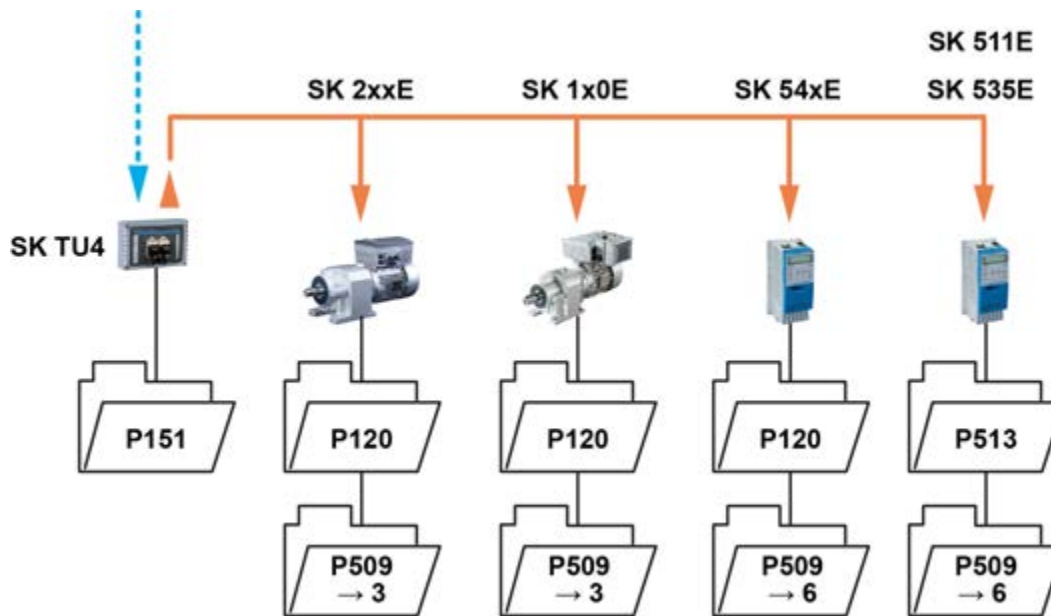 SK 511E
SK 2xxE SK 1x0E SK 54xE SK 535E
SK TU4
P151 P120 P120 P120 P513
P509 P509 P509 P509
→ 3 → 3 → 6 → 6